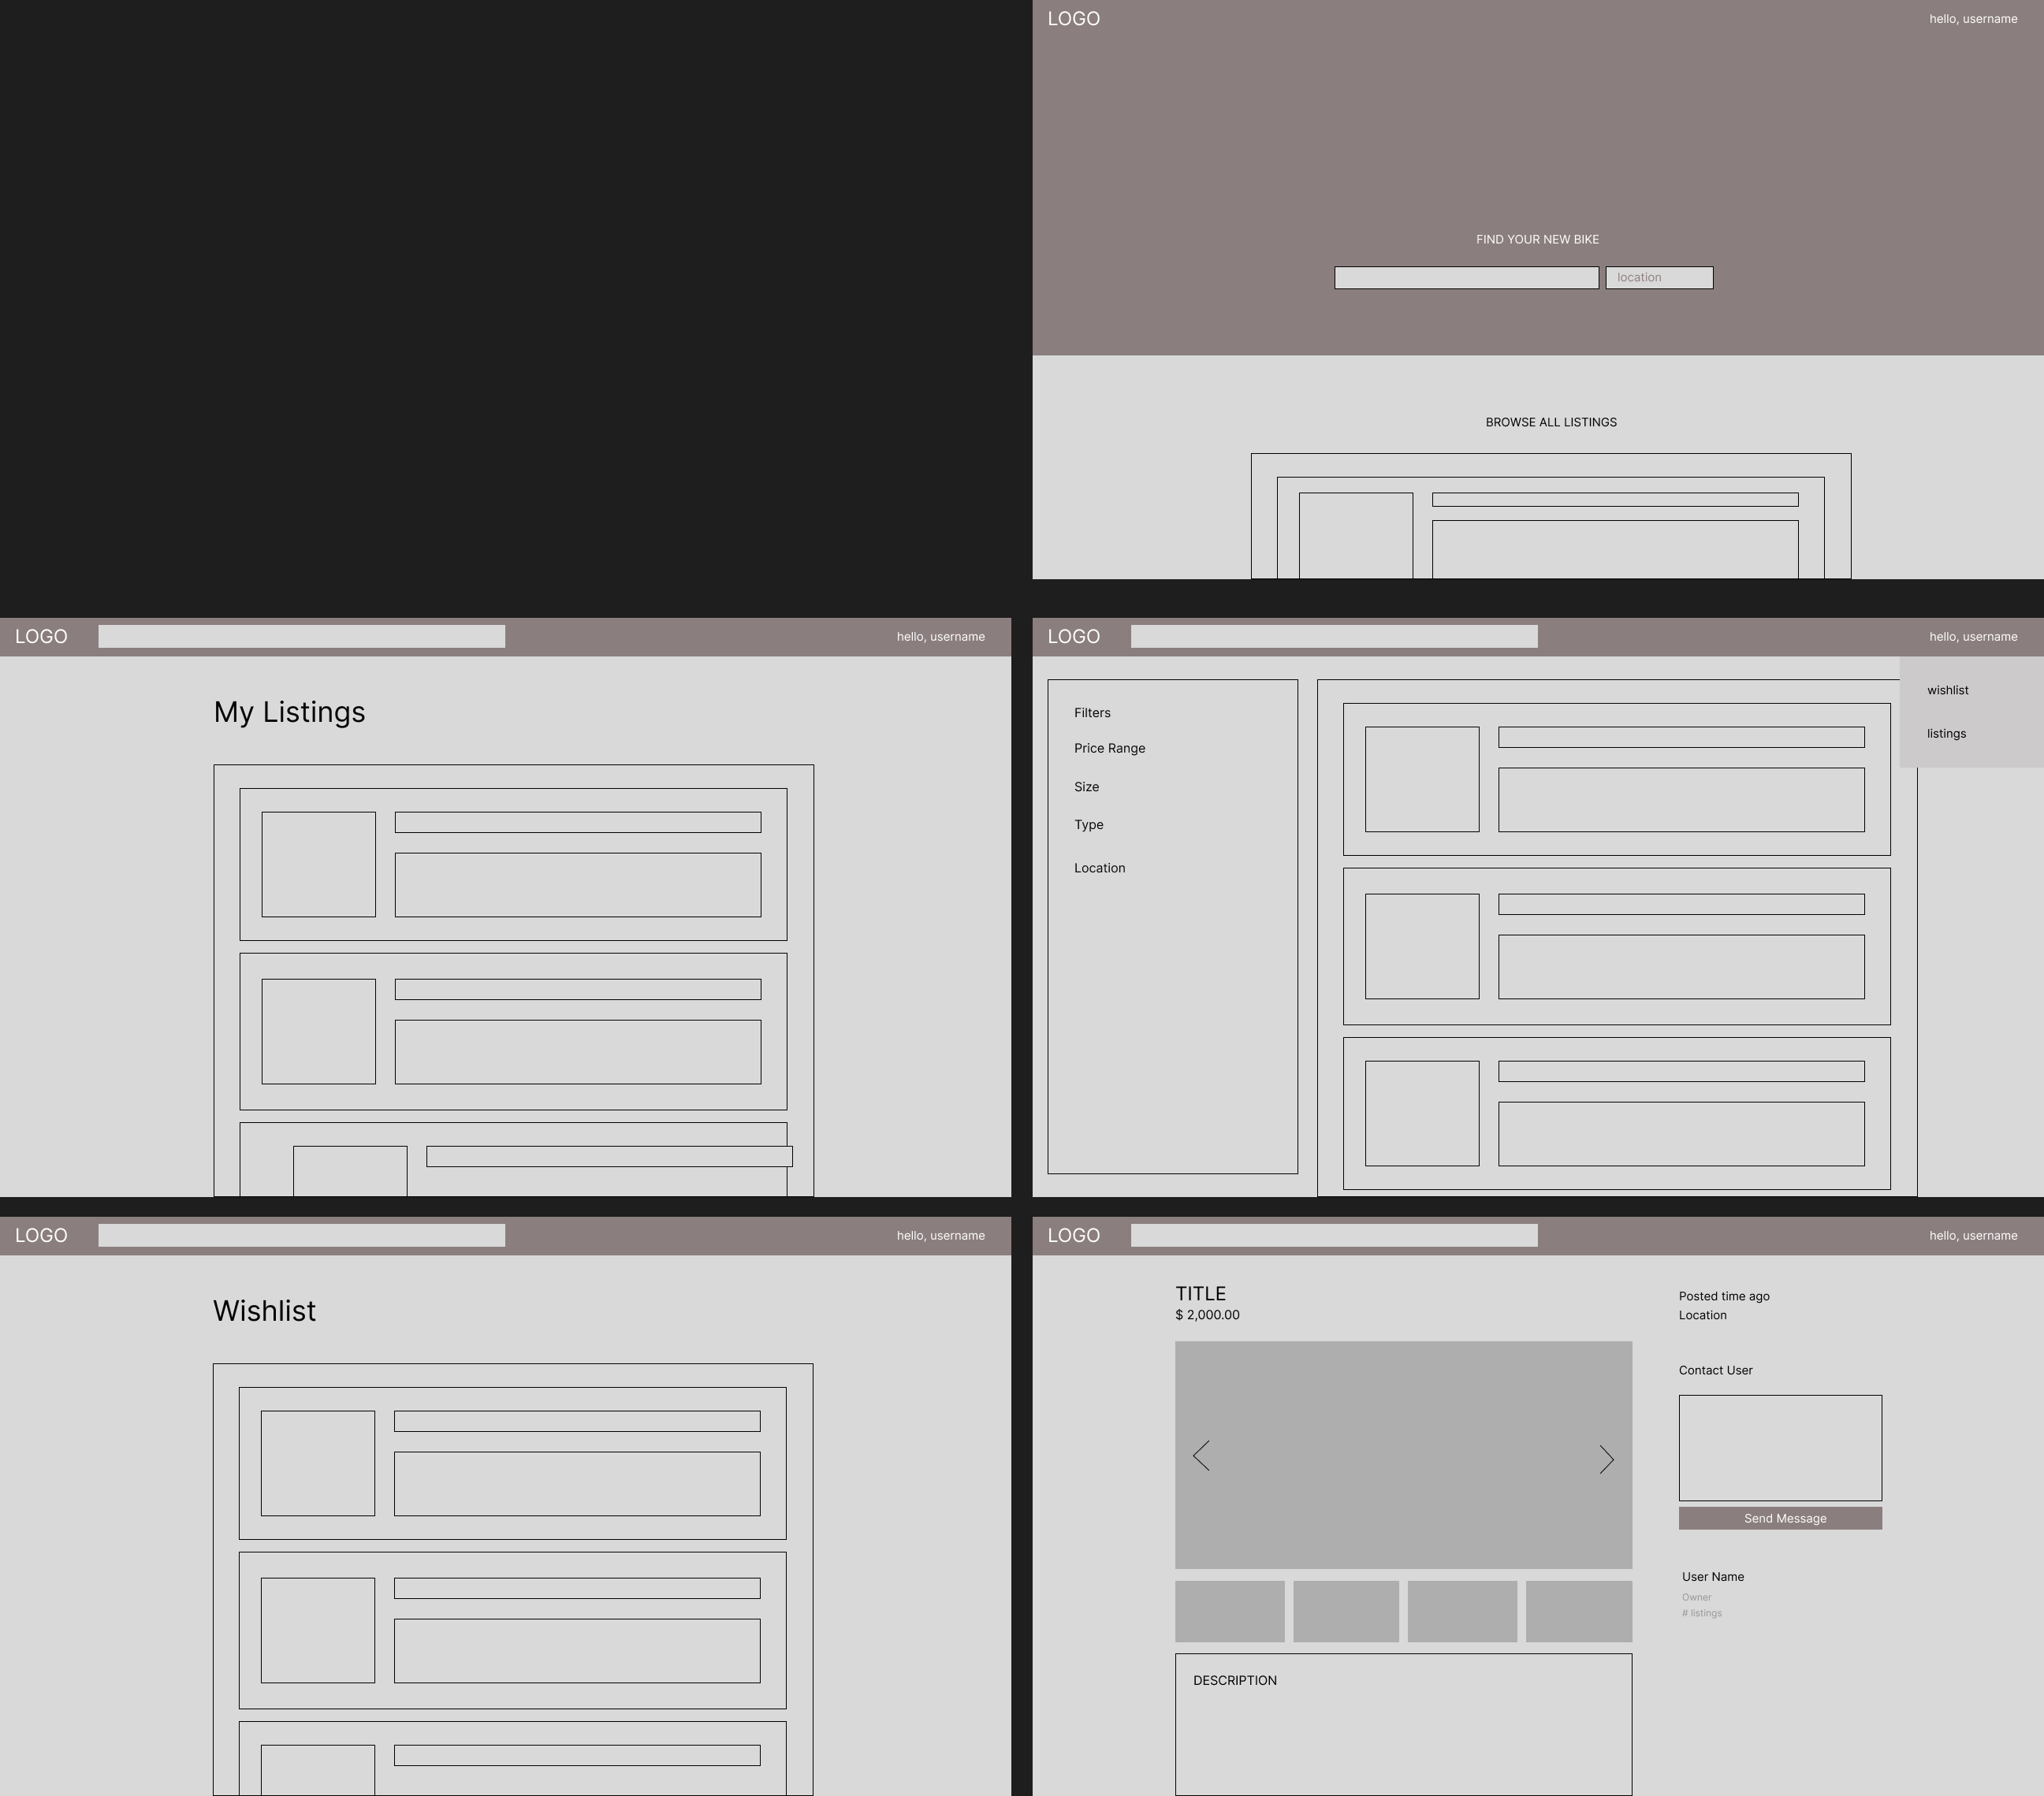 LOGO
hello, username
FIND YOUR NEW BIKE
location
BROWSE ALL LISTINGS
LOGO
hello, username
My Listings
LOGO
hello, username
wishlist
listings
Filters
Price Range
Size
Type
Location
LOGO
hello, username
Wishlist
LOGO
hello, username
TITLE
$ 2,000.00
Posted time ago
Location
Contact User
Send Message
User Name
Owner
# listings
DESCRIPTION